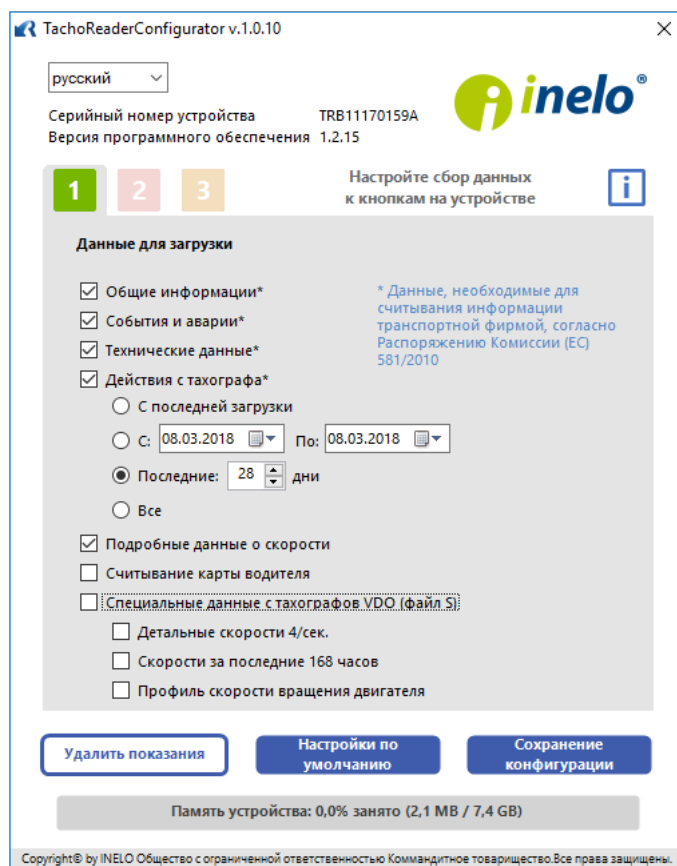 TachoReaderConfigurator v.1.0.10
русский
inelo®
Серийный номер устройства TRB11170159A
Версия программного обеспечения 1.2.15
1 2 3
Настройте сбор данных
к кнопкам на устройстве
i
Данные для загрузки
Общие информации*
События и аварии*
Технические данные*
Действия с тахографа*
* Данные, необходимые для
считывания информации
транспортной фирмой, согласно
Распоряжению Комиссии (ЕС)
581/2010
С последней загрузки
С: 08.03.2018 По: 08.03.2018
Последние: 28 дни
Все
Подробные данные о скорости
Считывание карты водителя
Специальные данные с тахографов VDO (файл S)
Детальные скорости 4/сек.
Скорости за последние 168 часов
Профиль скорости вращения двигателя
Удалить показания
Настройки по
умолчанию
Сохранение
конфигурации
Память устройства: 0,0% занято (2,1 MB / 7,4 GB)
Copyright© by INELO Общество с ограниченной ответственностью Коммандитное товарищество.Все права защищены.